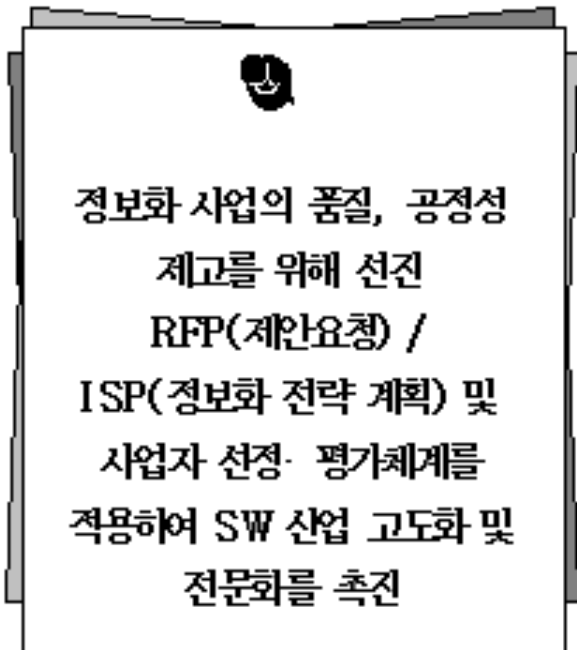 정보화 사업의 품질, 공정성
제고를 위해 선진
RFP(제안요청) /
ISP(정보화 전략 계획) 및
사업자 선정· 평가체계를
적용하여 SW 산업 고도화 및
전문화를 촉진